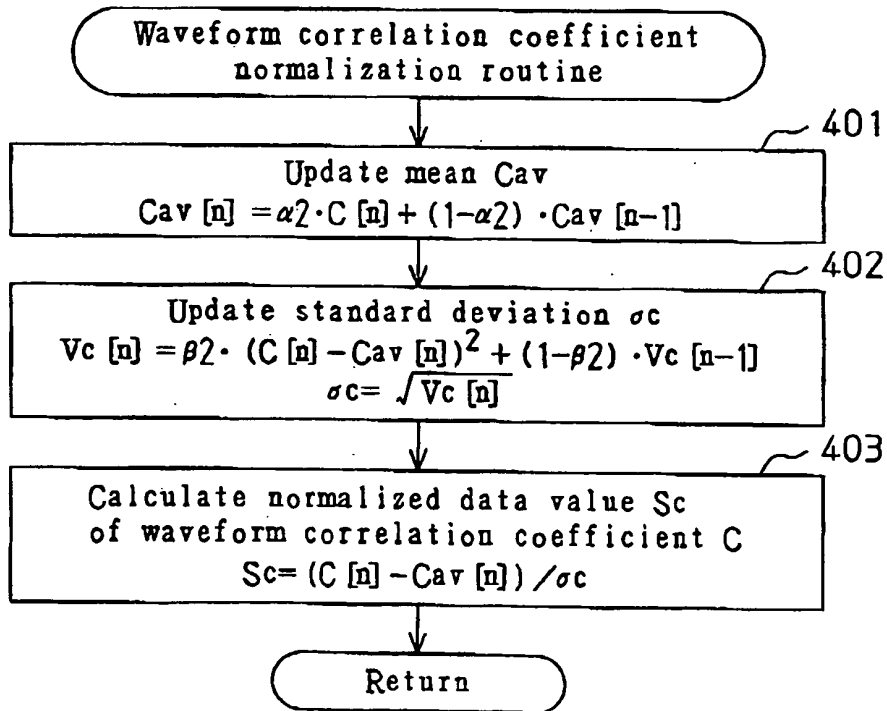 Waveform correlation coefficient
normalization routine
401
Update mean Cav
Cav [n] =α2·C [n] + (1-α2) ·Cav [n-1]
402
Update standard deviation σc
Vc [n] =β2· (C [n] -Cav [n])² + (1-β2) ·Vc [n-1]
σc= √Vc [n]
403
Calculate normalized data value Sc
of waveform correlation coefficient C
Sc= (C [n] -Cav [n]) /σc
Return